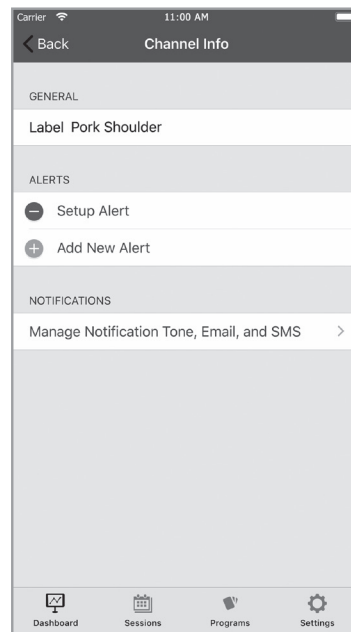 Carrier 11:00 AM
Back Channel Info
GENERAL
Label Pork Shoulder
ALERTS
Setup Alert
Add New Alert
NOTIFICATIONS
Manage Notification Tone, Email, and SMS
Dashboard Sessions Programs Settings